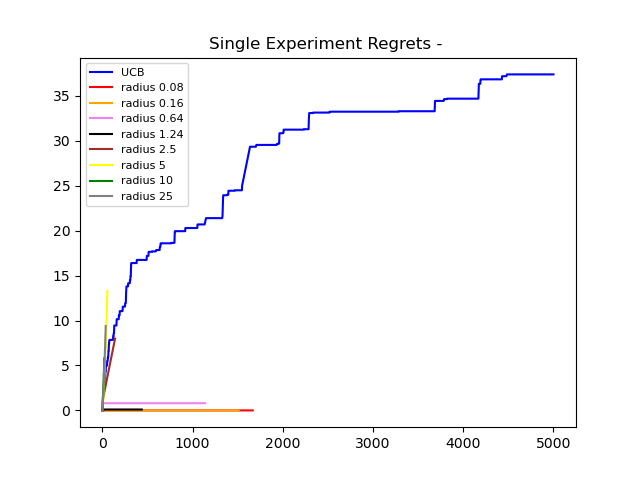 Single Experiment Regrets -
UCB
radius 0.08
radius 0.16
radius 0.64
radius 1.24
radius 2.5
radius 5
radius 10
radius 25
35
30
25
20
15
10
5
0
0 1000 2000 3000 4000 5000